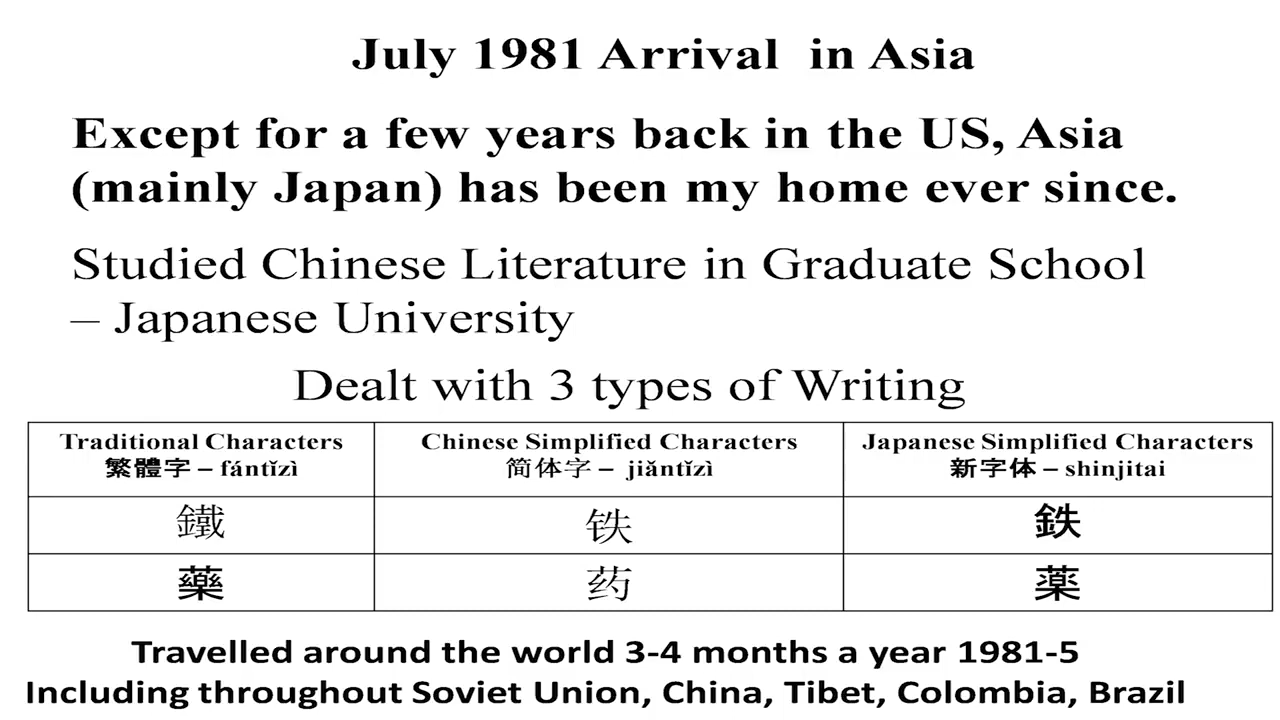 July 1981 Arrival in Asia
Except for a few years back in the US, Asia
(mainly Japan) has been my home ever since.
Studied Chinese Literature in Graduate School
– Japanese University
Dealt with 3 types of Writing
Traditional Characters
繁體字 – fántǐzì
Chinese Simplified Characters
简体字 – jiǎntǐzì
Japanese Simplified Characters
新字体 – shinjitai
鐵
铁
鉄
藥
药
薬
Travelled around the world 3-4 months a year 1981-5
Including throughout Soviet Union, China, Tibet, Colombia, Brazil